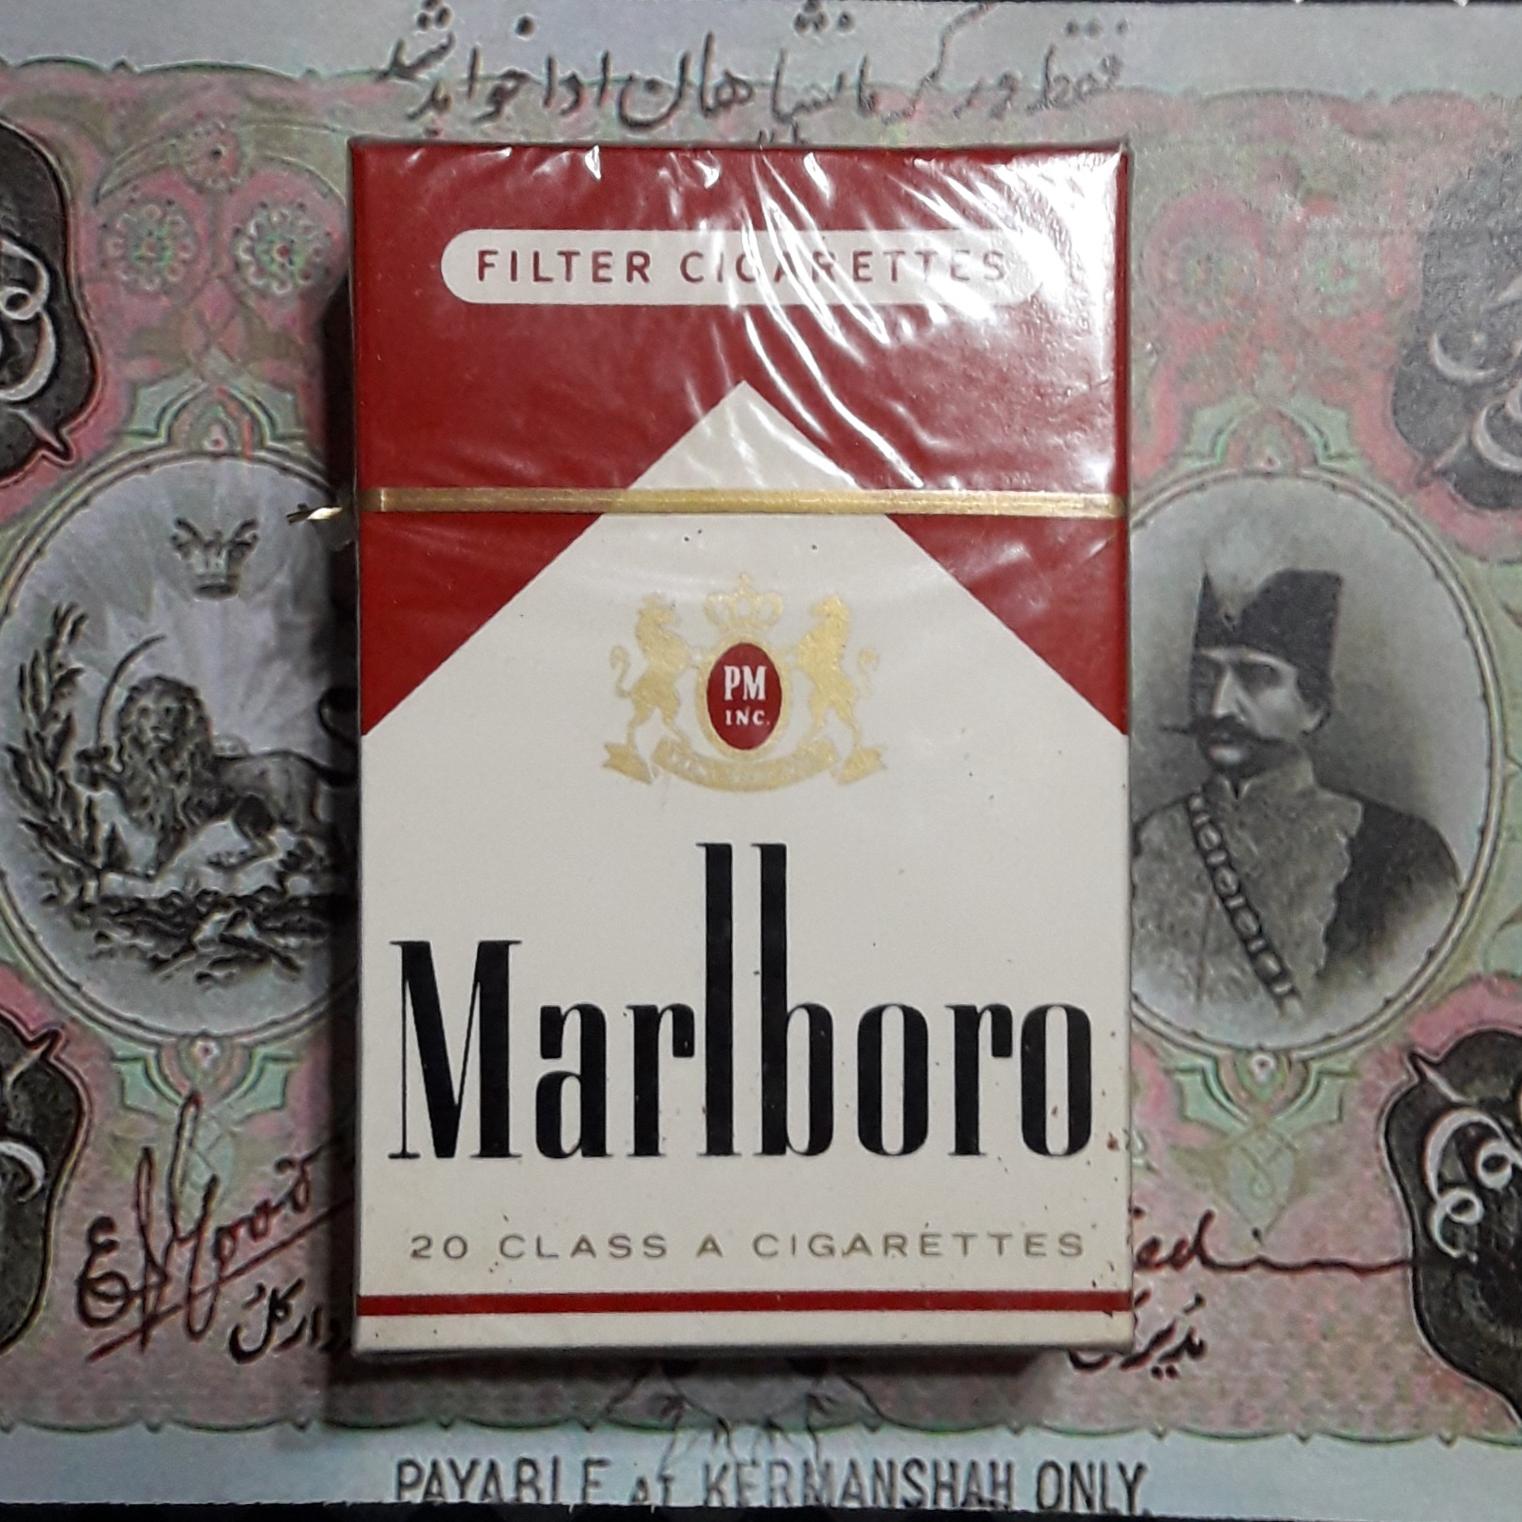 فقط در کرمانشاهان ادا خواهد شد
FILTER CIGARETTES
PM
INC.
Marlboro
20 CLASS A CIGARETTES
PAYABLE at KERMANSHAH ONLY.